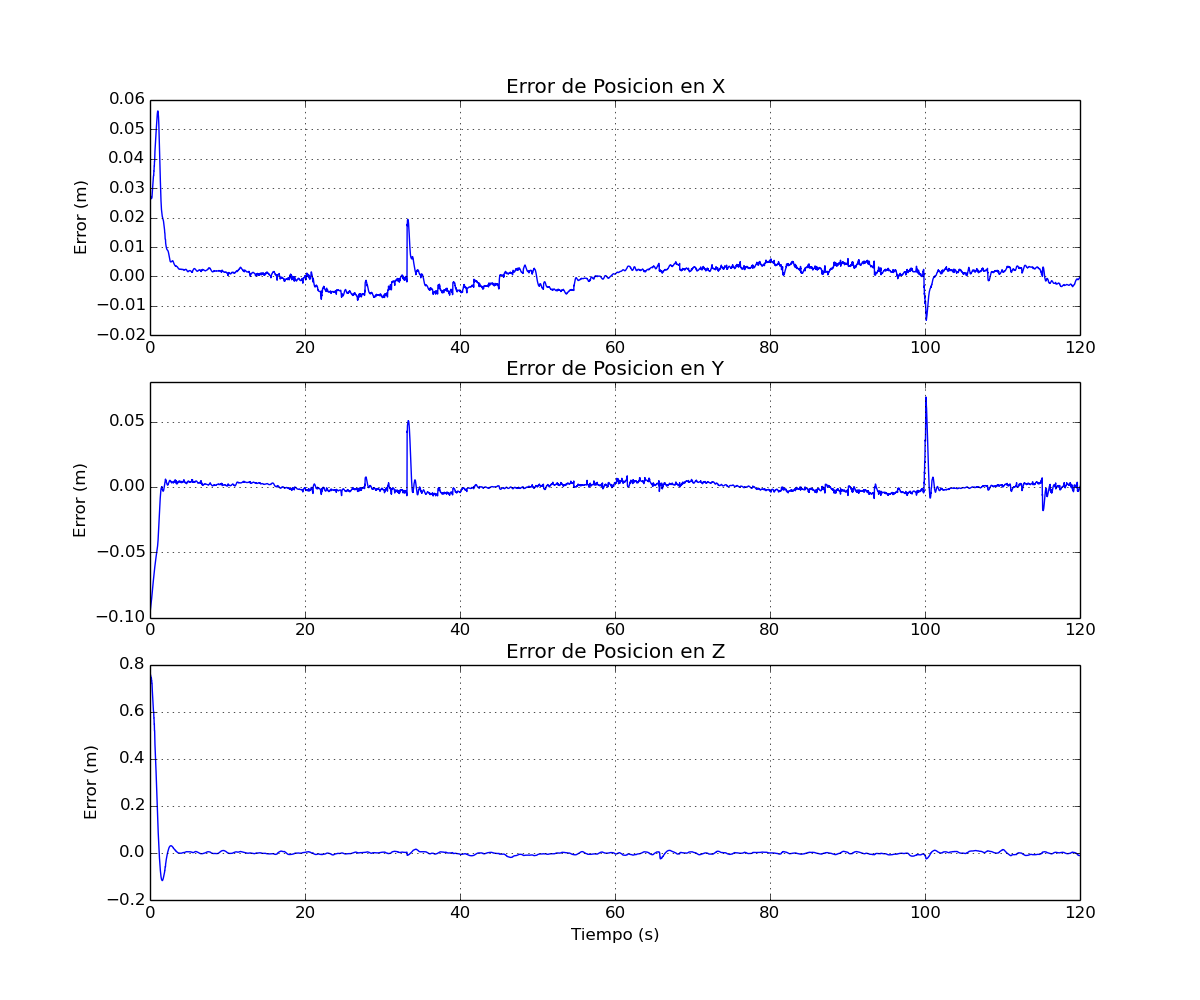 Error de Posicion en X
0.06
0.05
0.04
0.03
0.02
0.01
0.00
−0.01
−0.02
Error (m)
0 20 40 60 80 100 120
Error de Posicion en Y
0.05
0.00
−0.05
−0.10
Error (m)
0 20 40 60 80 100 120
Error de Posicion en Z
0.8
0.6
0.4
0.2
0.0
−0.2
Error (m)
0 20 40 60 80 100 120
Tiempo (s)